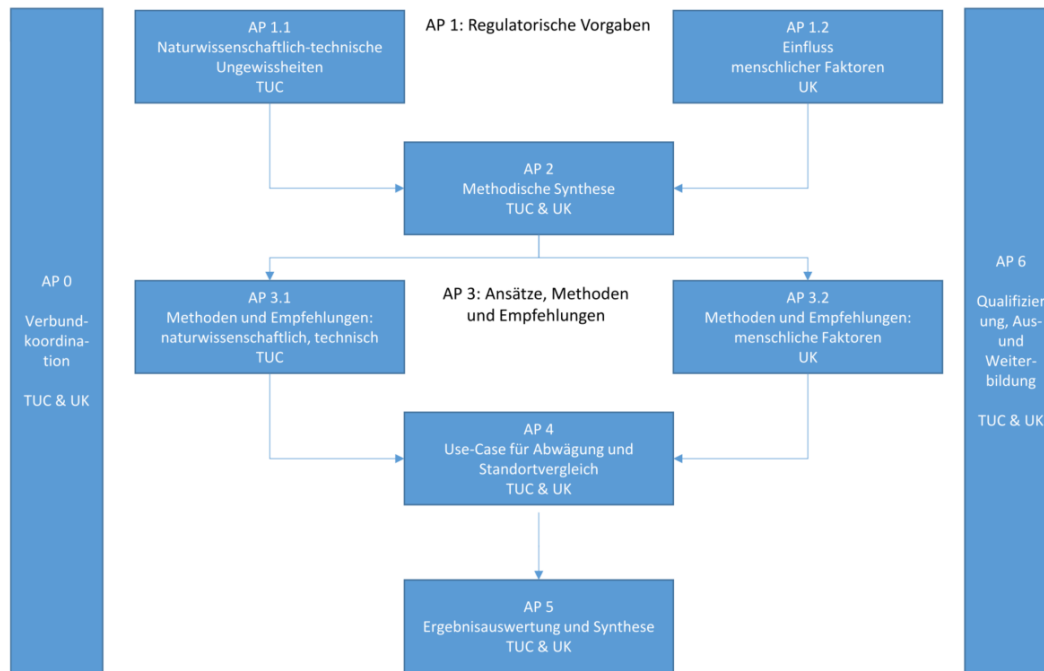 AP 1: Regulatorische Vorgaben
AP 1.1
Naturwissenschaftlich-technische
Ungewissheiten
TUC
AP 1.2
Einfluss
menschlicher Faktoren
UK
AP 2
Methodische Synthese
TUC & UK
AP 0
Verbund-
koordina-
tion
TUC & UK
AP 3: Ansätze, Methoden
und Empfehlungen
AP 3.1
Methoden und Empfehlungen:
naturwissenschaftlich, technisch
TUC
AP 3.2
Methoden und Empfehlungen:
menschliche Faktoren
UK
AP 6
Qualifizier
ung, Aus-
und
Weiter-
bildung
TUC & UK
AP 4
Use-Case für Abwägung und
Standortvergleich
TUC & UK
AP 5
Ergebnisauswertung und Synthese
TUC & UK